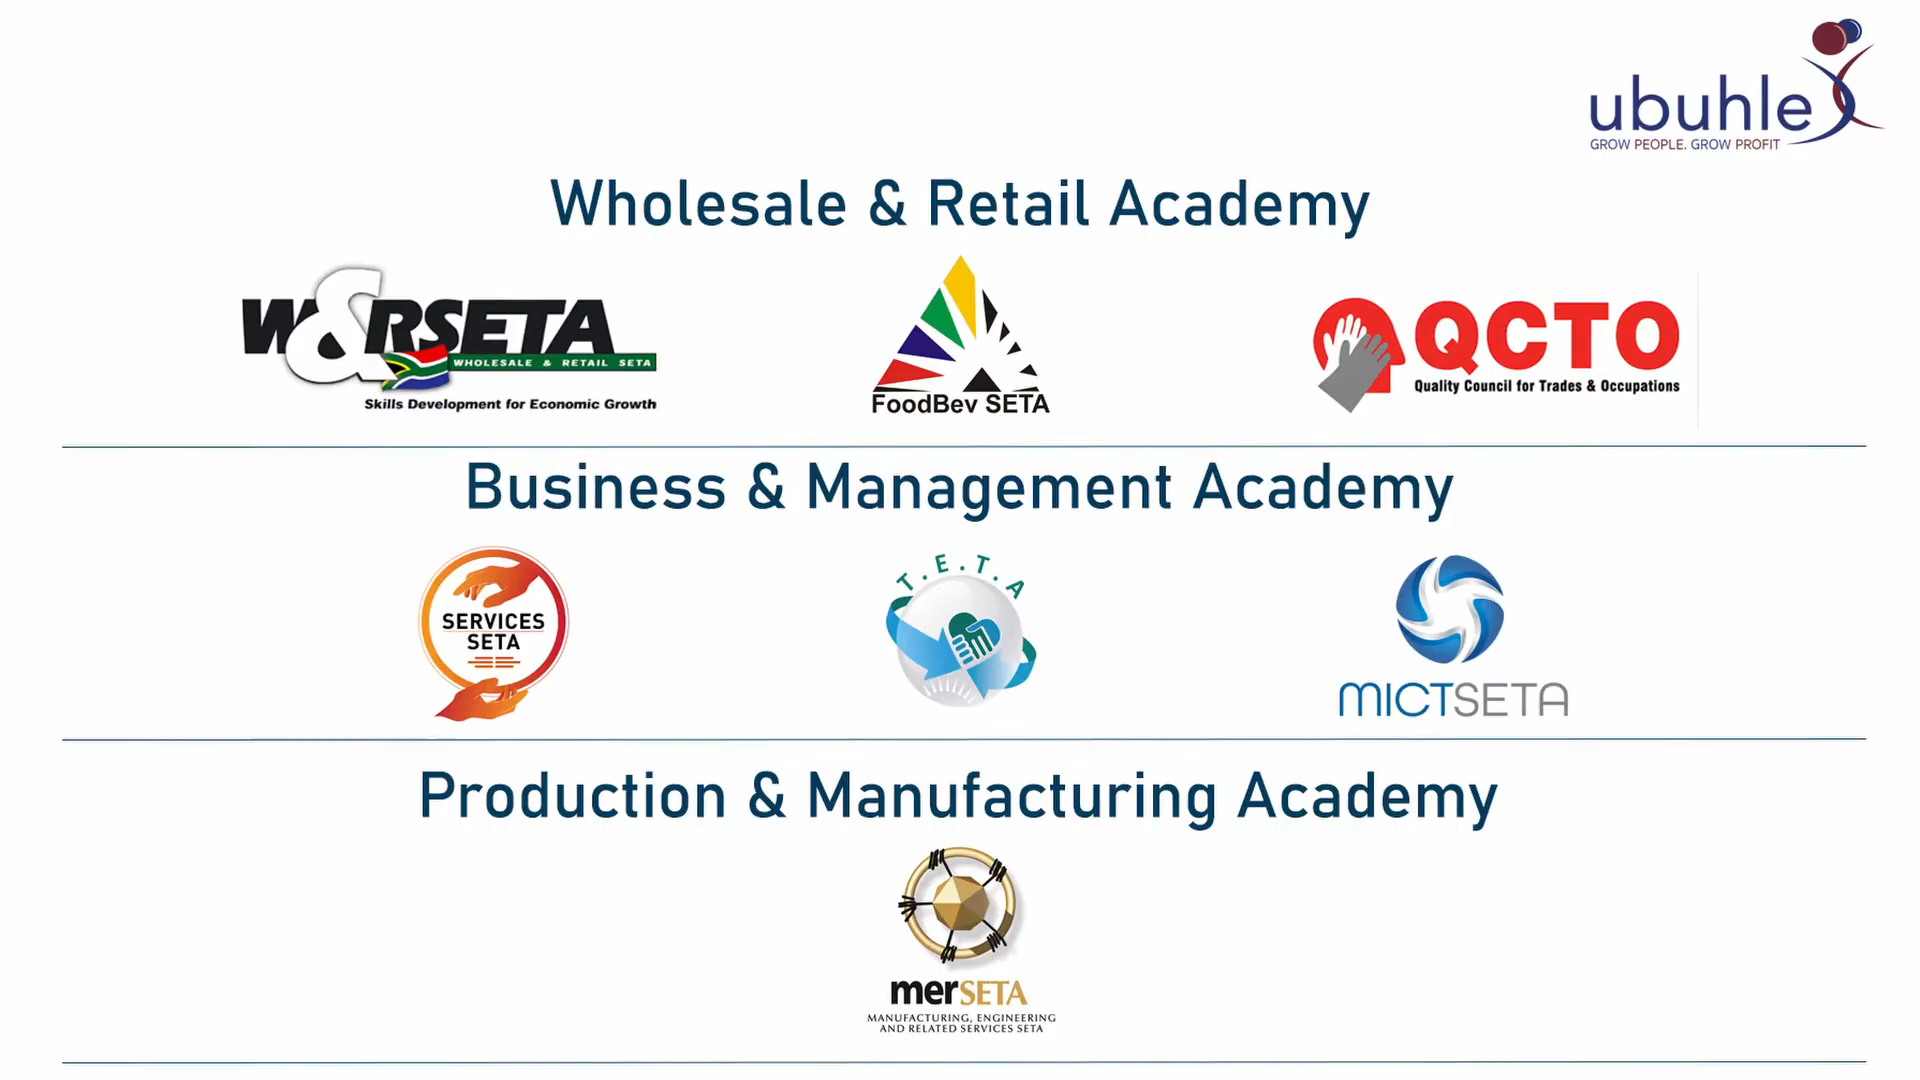 ubuhle
GROW PEOPLE. GROW PROFIT
Wholesale & Retail Academy
W&RSETA
WHOLESALE & RETAIL SETA
Skills Development for Economic Growth
FoodBev SETA
QCTO
Quality Council for Trades & Occupations
Business & Management Academy
SERVICES
SETA
T.E.T.A
MICTSETA
Production & Manufacturing Academy
merSETA
MANUFACTURING, ENGINEERING
AND RELATED SERVICES SETA